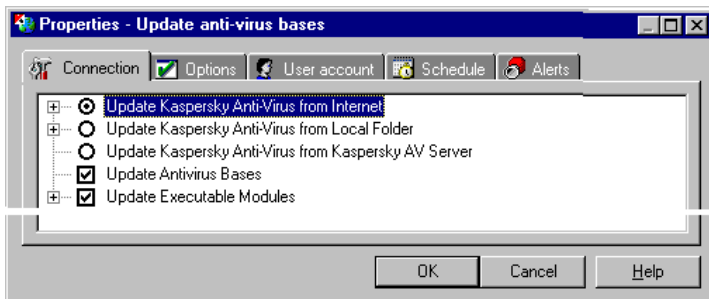 Properties - Update anti-virus bases
Connection Options User account Schedule Alerts
Update Kaspersky Anti-Virus from Internet
Update Kaspersky Anti-Virus from Local Folder
Update Kaspersky Anti-Virus from Kaspersky AV Server
Update Antivirus Bases
Update Executable Modules
OK Cancel Help